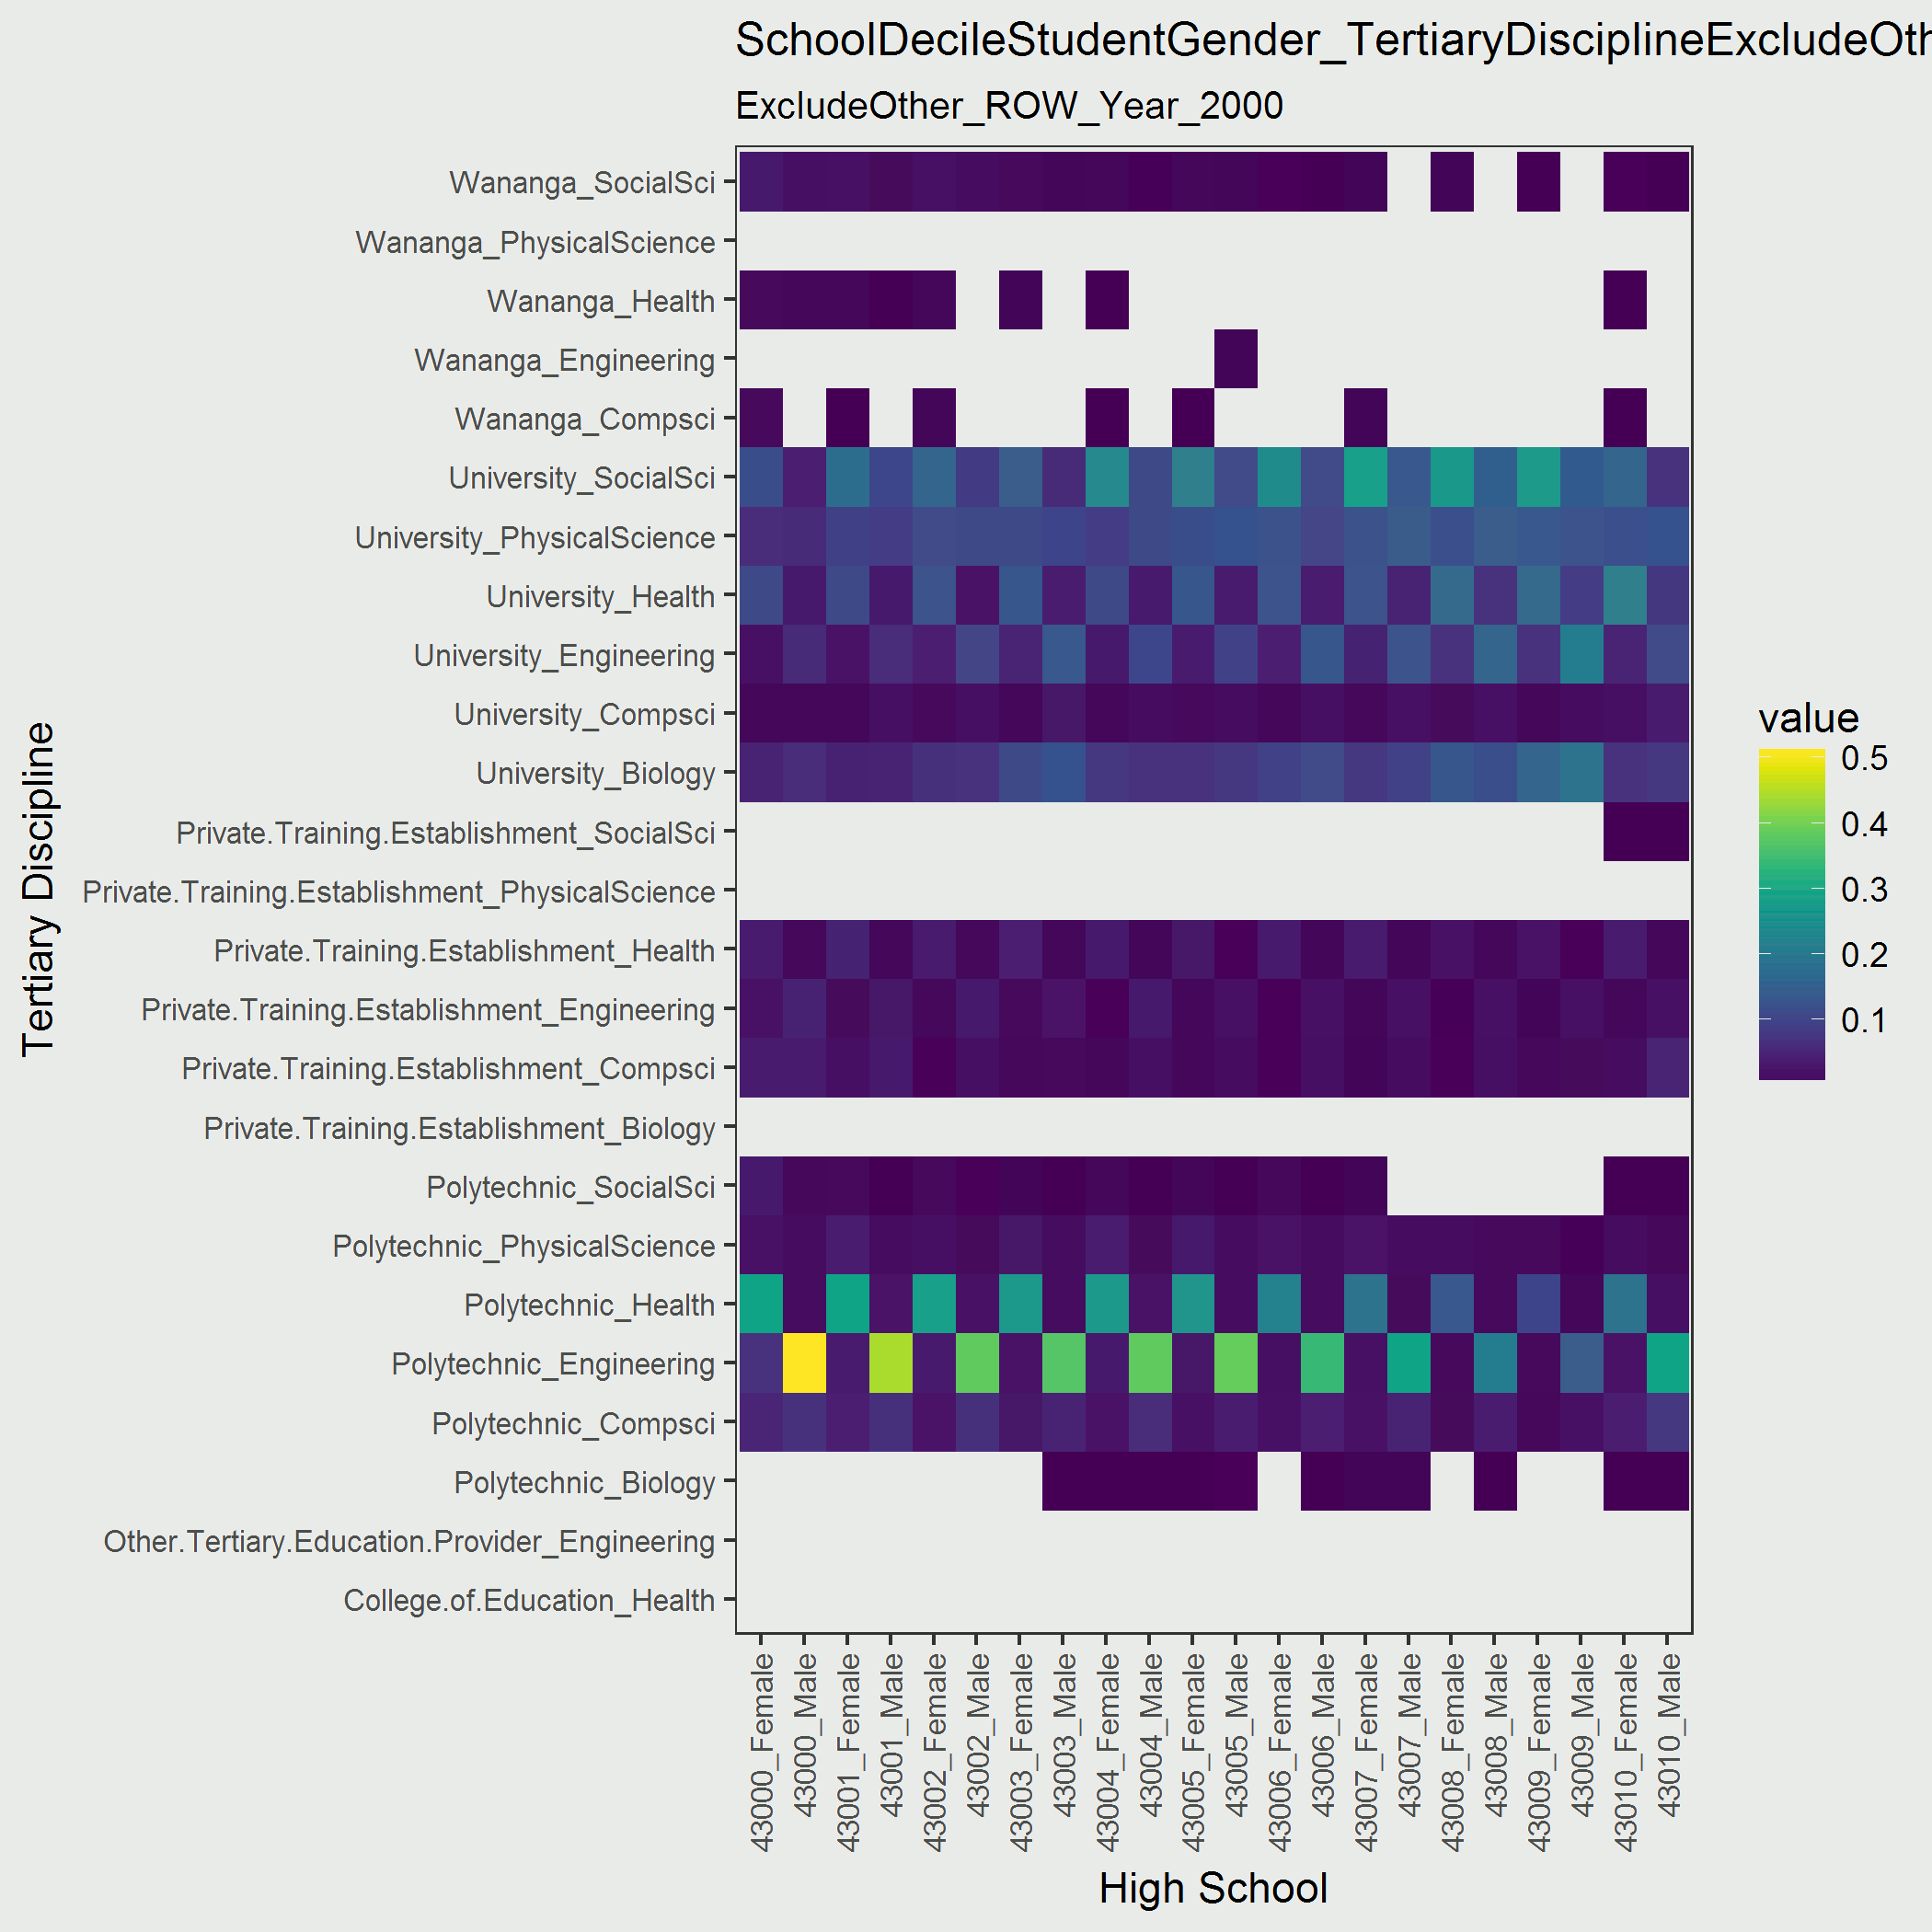 SchoolDecileStudentGender_TertiaryDisciplineExcludeOth
ExcludeOther_ROW_Year_2000
Tertiary Discipline
Wananga_SocialSci
Wananga_PhysicalScience
Wananga_Health
Wananga_Engineering
Wananga_Compsci
University_SocialSci
University_PhysicalScience
University_Health
University_Engineering
University_Compsci
University_Biology
Private.Training.Establishment_SocialSci
Private.Training.Establishment_PhysicalScience
Private.Training.Establishment_Health
Private.Training.Establishment_Engineering
Private.Training.Establishment_Compsci
Private.Training.Establishment_Biology
Polytechnic_SocialSci
Polytechnic_PhysicalScience
Polytechnic_Health
Polytechnic_Engineering
Polytechnic_Compsci
Polytechnic_Biology
Other.Tertiary.Education.Provider_Engineering
College.of.Education_Health
43000_Female
43000_Male
43001_Female
43001_Male
43002_Female
43002_Male
43003_Female
43003_Male
43004_Female
43004_Male
43005_Female
43005_Male
43006_Female
43006_Male
43007_Female
43007_Male
43008_Female
43008_Male
43009_Female
43009_Male
43010_Female
43010_Male
High School
value
0.5
0.4
0.3
0.2
0.1